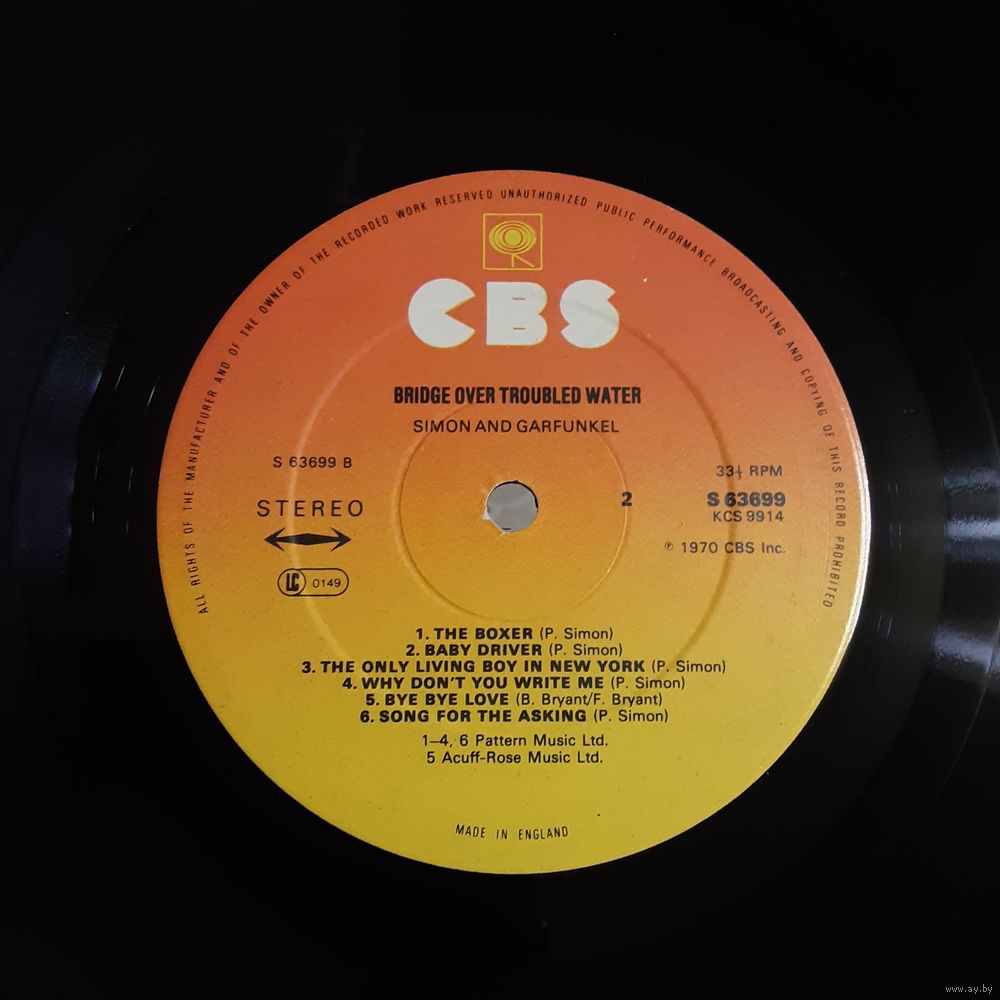 ALL RIGHTS OF THE MANUFACTURER AND OF THE OWNER OF THE RECORDED WORK RESERVED UNAUTHORIZED PUBLIC PERFORMANCE BROADCASTING AND COPYING OF THIS RECORD PROHIBITED
CBS
BRIDGE OVER TROUBLED WATER
SIMON AND GARFUNKEL
S 63699 B
33⅓ RPM
STEREO
2
S 63699
KCS 9914
℗ 1970 CBS Inc.
LC 0149
1. THE BOXER (P. Simon)
2. BABY DRIVER (P. Simon)
3. THE ONLY LIVING BOY IN NEW YORK (P. Simon)
4. WHY DON'T YOU WRITE ME (P. Simon)
5. BYE BYE LOVE (B. Bryant/F. Bryant)
6. SONG FOR THE ASKING (P. Simon)
1–4, 6 Pattern Music Ltd.
5 Acuff-Rose Music Ltd.
MADE IN ENGLAND
www.ay.by